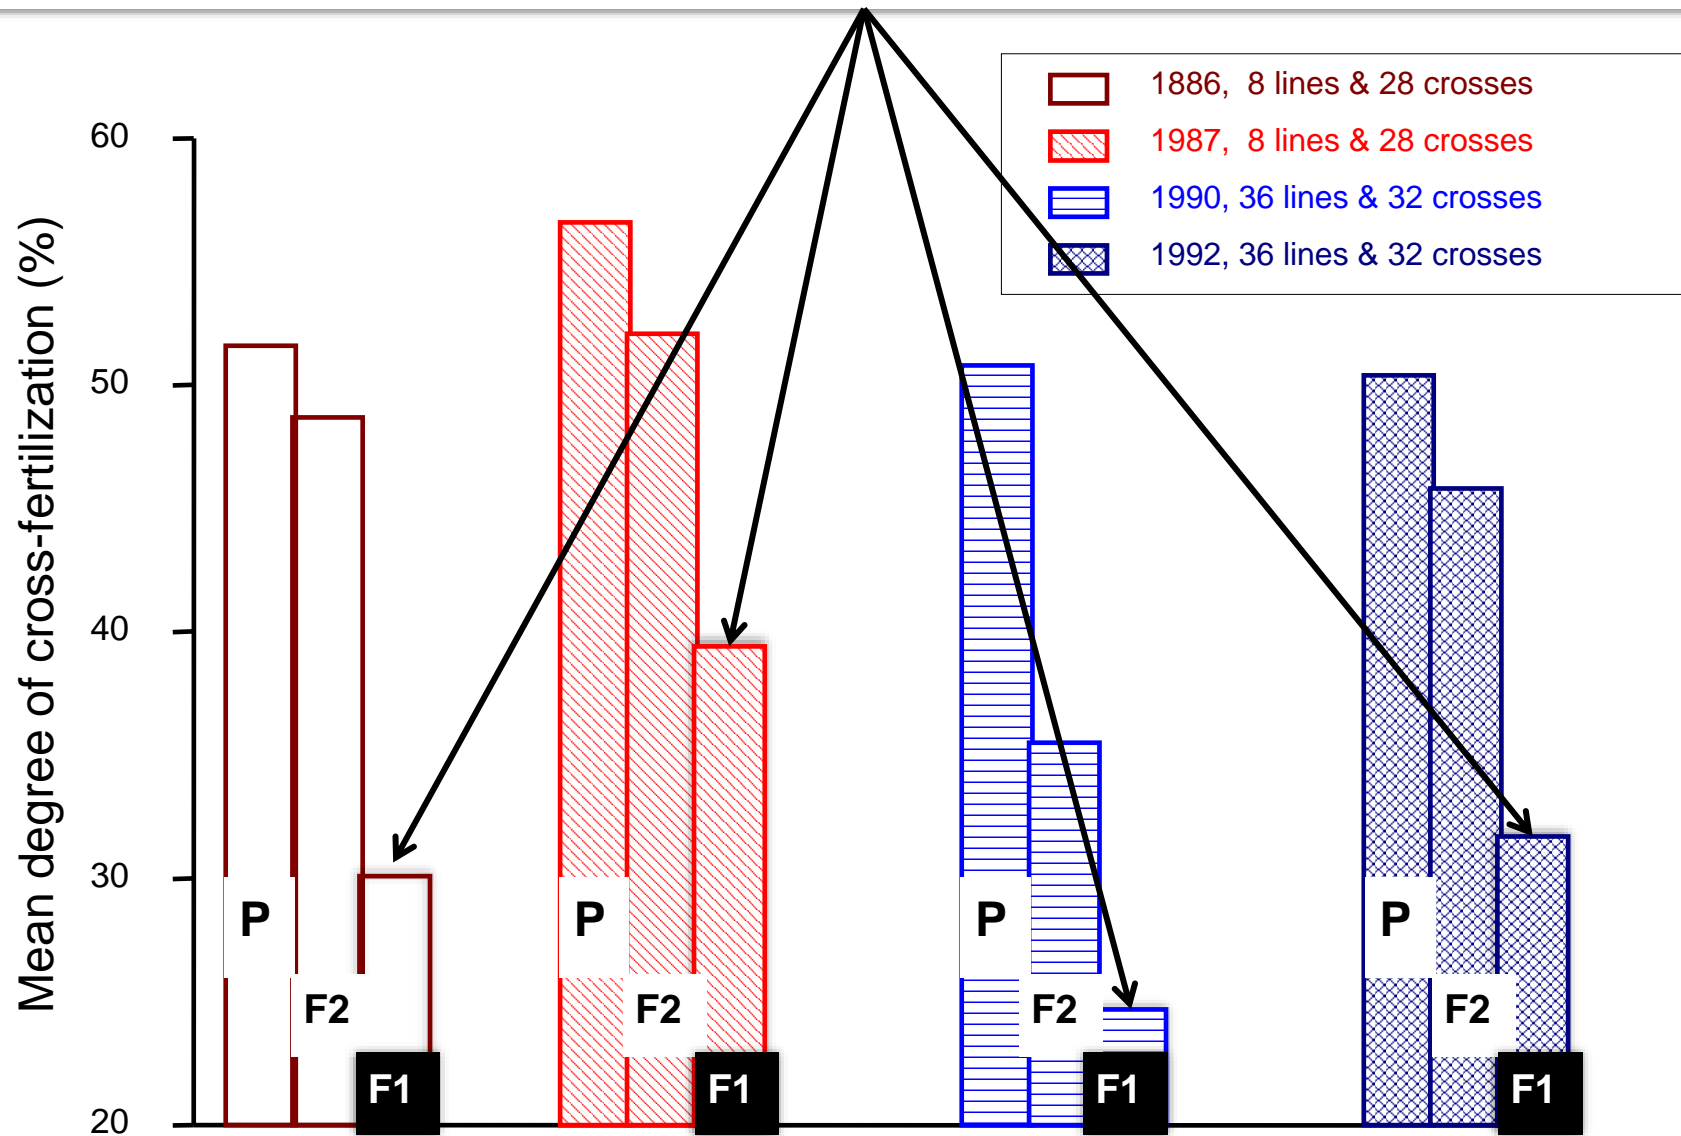 1886, 8 lines & 28 crosses
1987, 8 lines & 28 crosses
1990, 36 lines & 32 crosses
1992, 36 lines & 32 crosses
Mean degree of cross-fertilization (%)
60
50
40
30
20
P
F2
F1
P
F2
F1
P
F2
F1
P
F2
F1